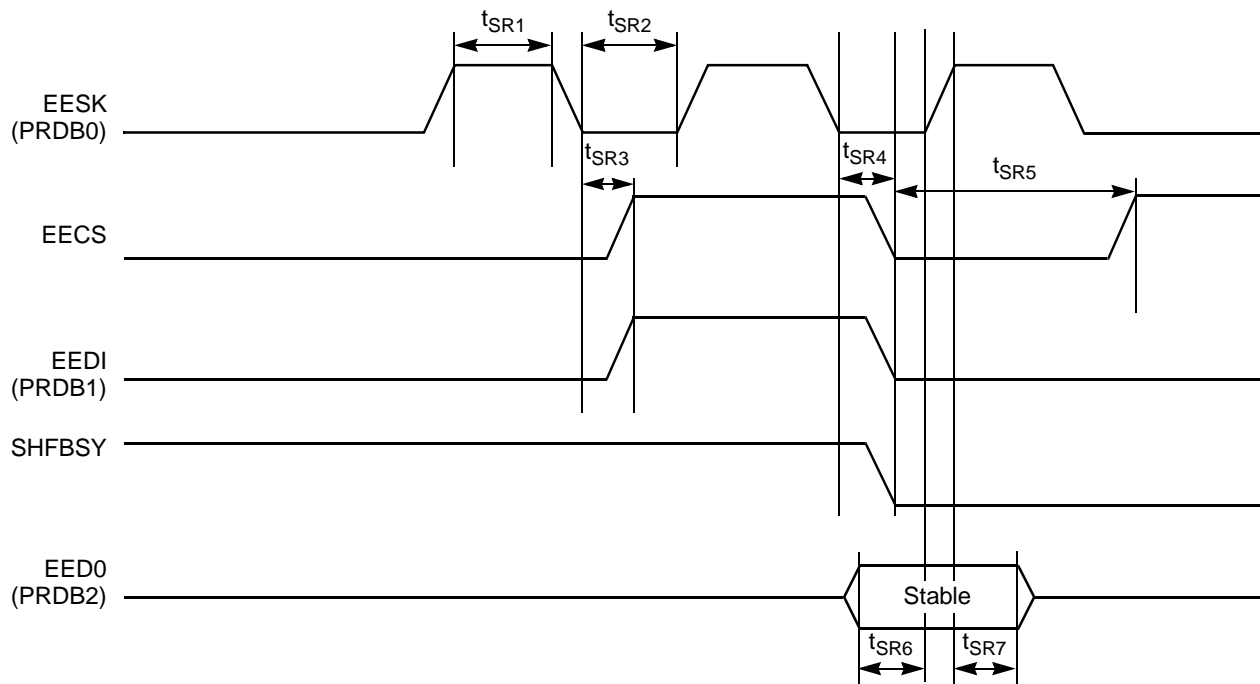 tSR1
tSR2
EESK
(PRDB0)
tSR3
tSR4
tSR5
EECS
EEDI
(PRDB1)
SHFBSY
EED0
(PRDB2)
Stable
tSR6
tSR7